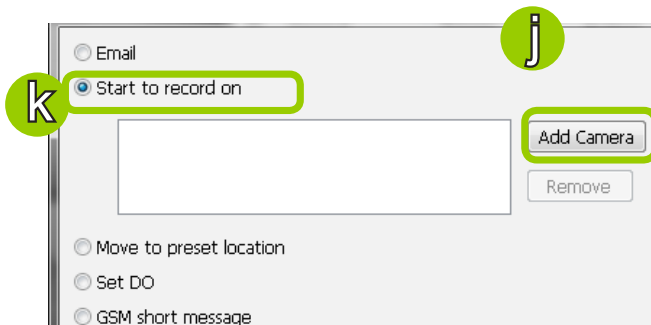 j
Email
k
Start to record on
Add Camera
Remove
Move to preset location
Set DO
GSM short message